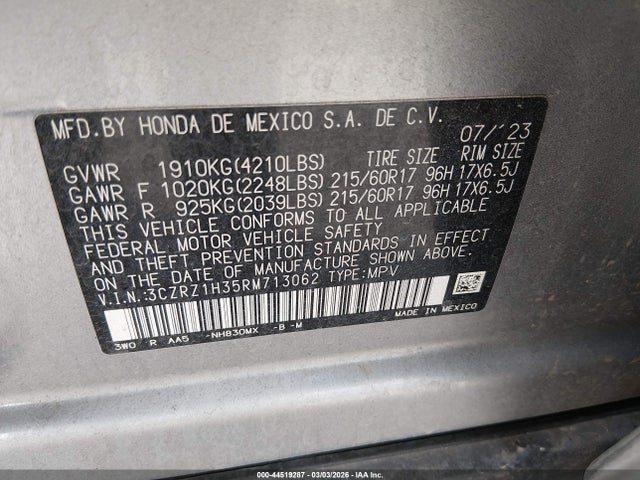 MFD.BY HONDA DE MEXICO S.A. DE C.V. 07/'23
GVWR 1910KG(4210LBS) TIRE SIZE RIM SIZE
GAWR F 1020KG(2248LBS) 215/60R17 96H 17X6.5J
GAWR R 925KG(2039LBS) 215/60R17 96H 17X6.5J
THIS VEHICLE CONFORMS TO ALL APPLICABLE
FEDERAL MOTOR VEHICLE SAFETY
AND THEFT PREVENTION STANDARDS IN EFFECT
ON THE DATE OF MANUFACTURE SHOWN ABOVE.
V.I.N.:3CZRZ1H35RM713062 TYPE:MPV
MADE IN MEXICO
3W0 R AA5 -NH830MX -B -M
000-44519287 - 03/03/2026 - IAA Corp.